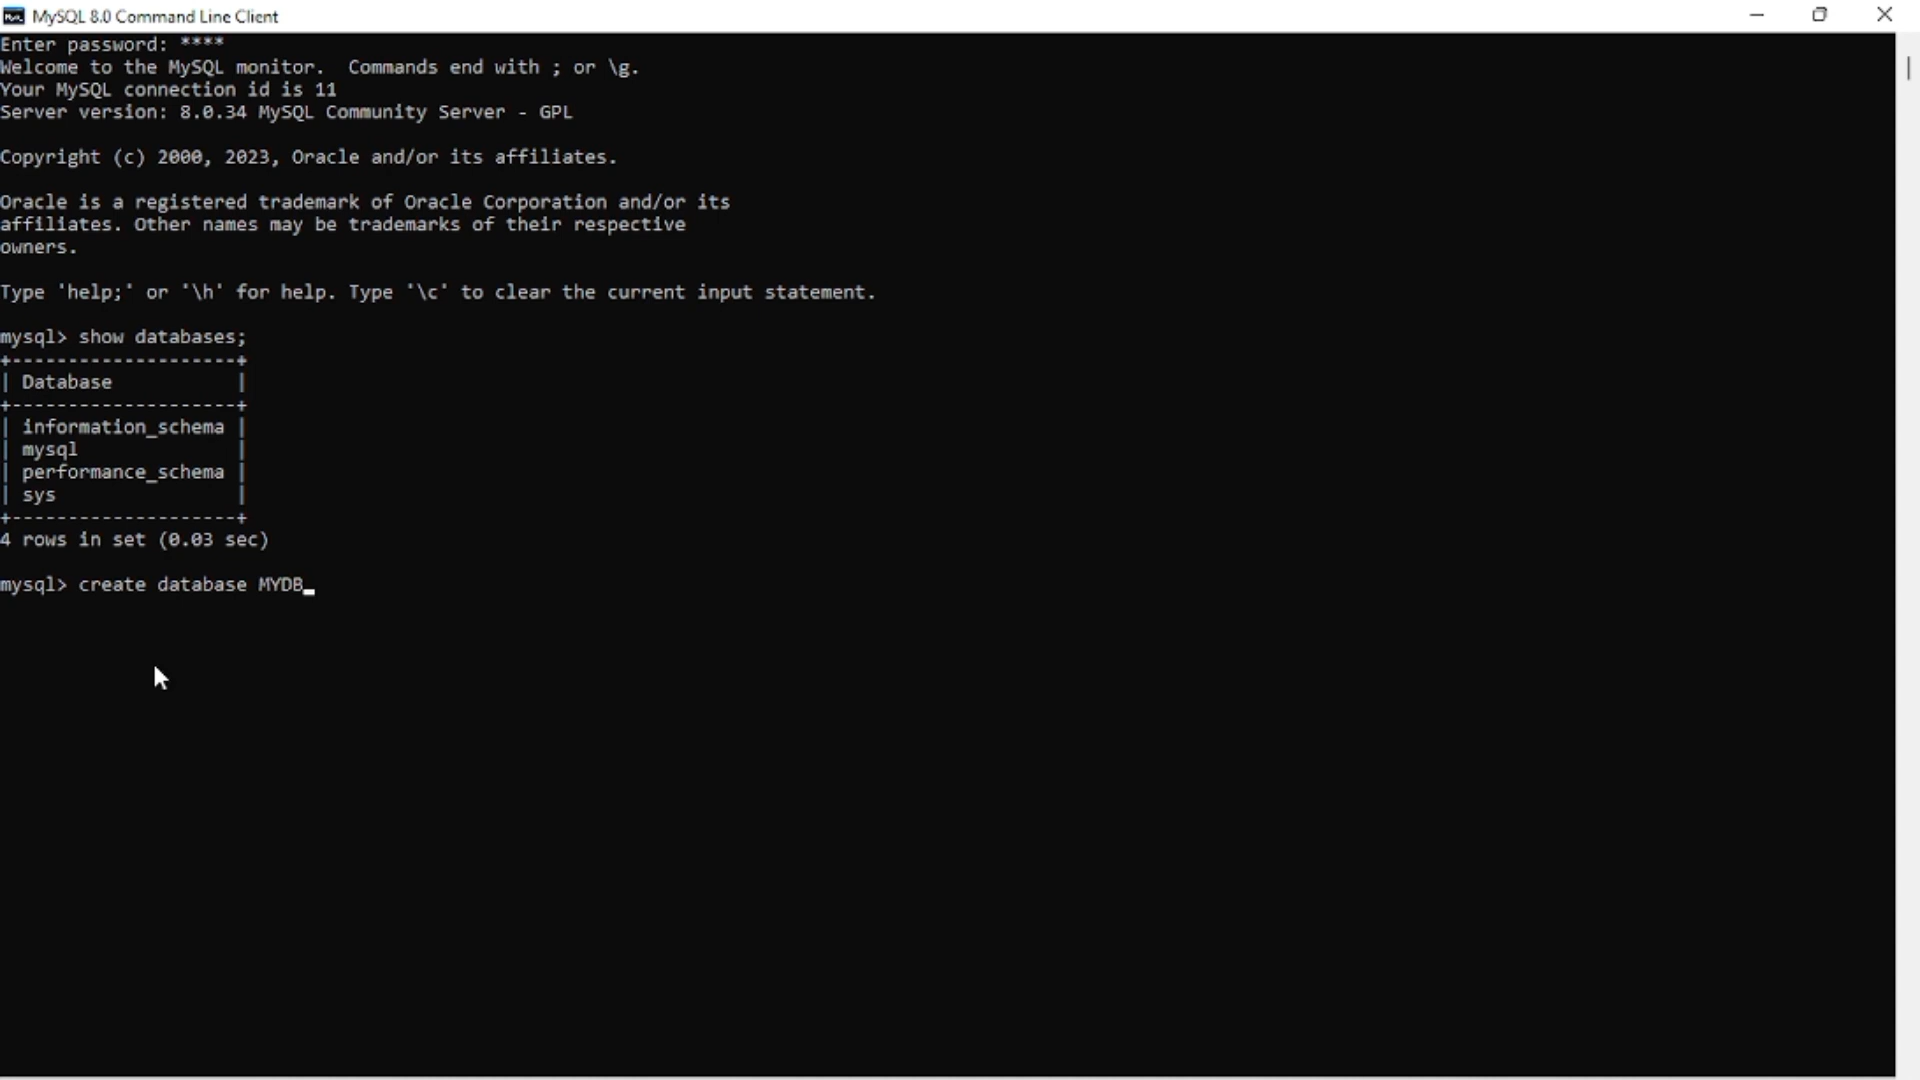 MySQL 8.0 Command Line Client
Enter password: ****
Welcome to the MySQL monitor.  Commands end with ; or \g.
Your MySQL connection id is 11
Server version: 8.0.34 MySQL Community Server - GPL
Copyright (c) 2000, 2023, Oracle and/or its affiliates.
Oracle is a registered trademark of Oracle Corporation and/or its
affiliates. Other names may be trademarks of their respective
owners.
Type 'help;' or '\h' for help. Type '\c' to clear the current input statement.
mysql> show databases;
+--------------------+
| Database           |
+--------------------+
| information_schema |
| mysql              |
| performance_schema |
| sys                |
+--------------------+
4 rows in set (0.03 sec)
mysql> create database MYDB_